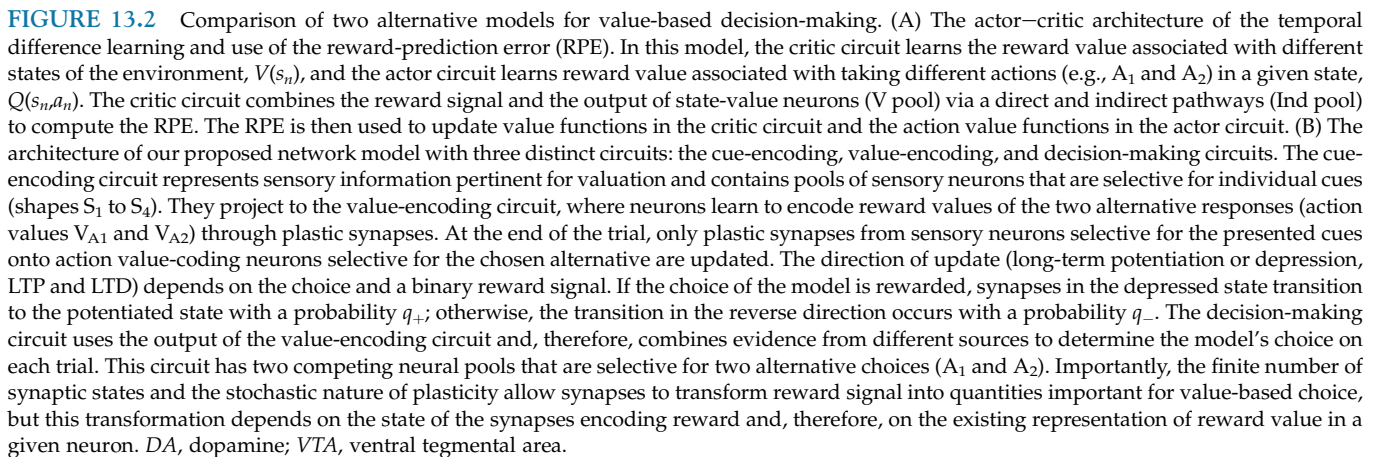 FIGURE 13.2 Comparison of two alternative models for value-based decision-making. (A) The actor–critic architecture of the temporal
difference learning and use of the reward-prediction error (RPE). In this model, the critic circuit learns the reward value associated with different
states of the environment, V(sₙ), and the actor circuit learns reward value associated with taking different actions (e.g., A₁ and A₂) in a given state,
Q(sₙ,aₙ). The critic circuit combines the reward signal and the output of state-value neurons (V pool) via a direct and indirect pathways (Ind pool)
to compute the RPE. The RPE is then used to update value functions in the critic circuit and the action value functions in the actor circuit. (B) The
architecture of our proposed network model with three distinct circuits: the cue-encoding, value-encoding, and decision-making circuits. The cue-
encoding circuit represents sensory information pertinent for valuation and contains pools of sensory neurons that are selective for individual cues
(shapes S₁ to S₄). They project to the value-encoding circuit, where neurons learn to encode reward values of the two alternative responses (action
values V_A1 and V_A2) through plastic synapses. At the end of the trial, only plastic synapses from sensory neurons selective for the presented cues
onto action value-coding neurons selective for the chosen alternative are updated. The direction of update (long-term potentiation or depression,
LTP and LTD) depends on the choice and a binary reward signal. If the choice of the model is rewarded, synapses in the depressed state transition
to the potentiated state with a probability q₊; otherwise, the transition in the reverse direction occurs with a probability q₋. The decision-making
circuit uses the output of the value-encoding circuit and, therefore, combines evidence from different sources to determine the model's choice on
each trial. This circuit has two competing neural pools that are selective for two alternative choices (A₁ and A₂). Importantly, the finite number of
synaptic states and the stochastic nature of plasticity allow synapses to transform reward signal into quantities important for value-based choice,
but this transformation depends on the state of the synapses encoding reward and, therefore, on the existing representation of reward value in a
given neuron. DA, dopamine; VTA, ventral tegmental area.